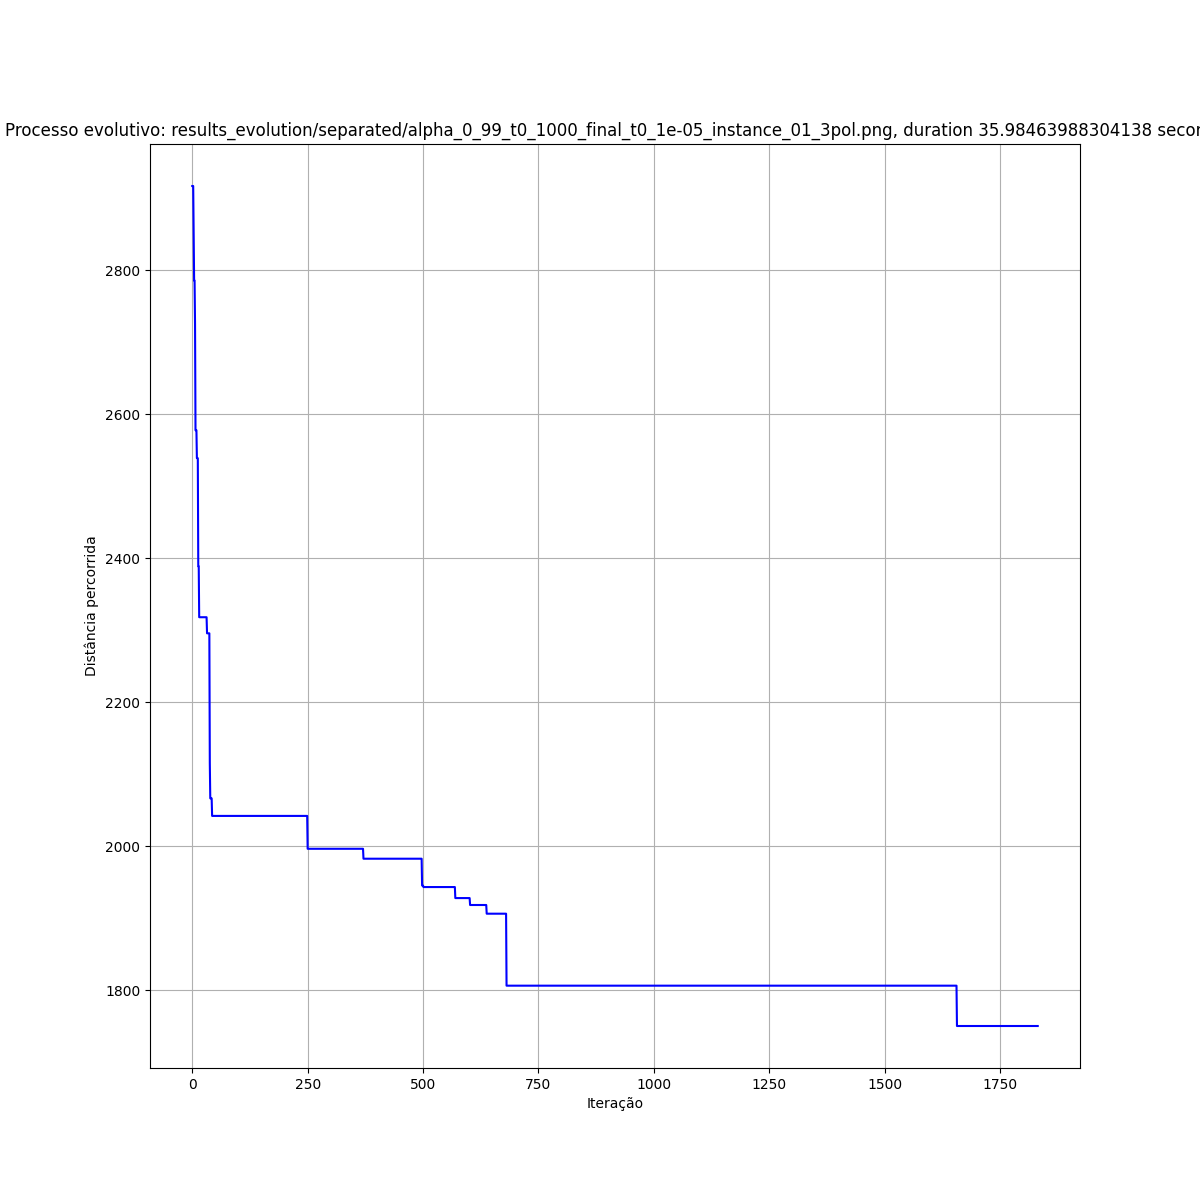 Processo evolutivo: results_evolution/separated/alpha_0_99_t0_1000_final_t0_1e-05_instance_01_3pol.png, duration 35.98463988304138
2800
2600
2400
2200
2000
1800
Distância percorrida
0 250 500 750 1000 1250 1500 1750
Iteração